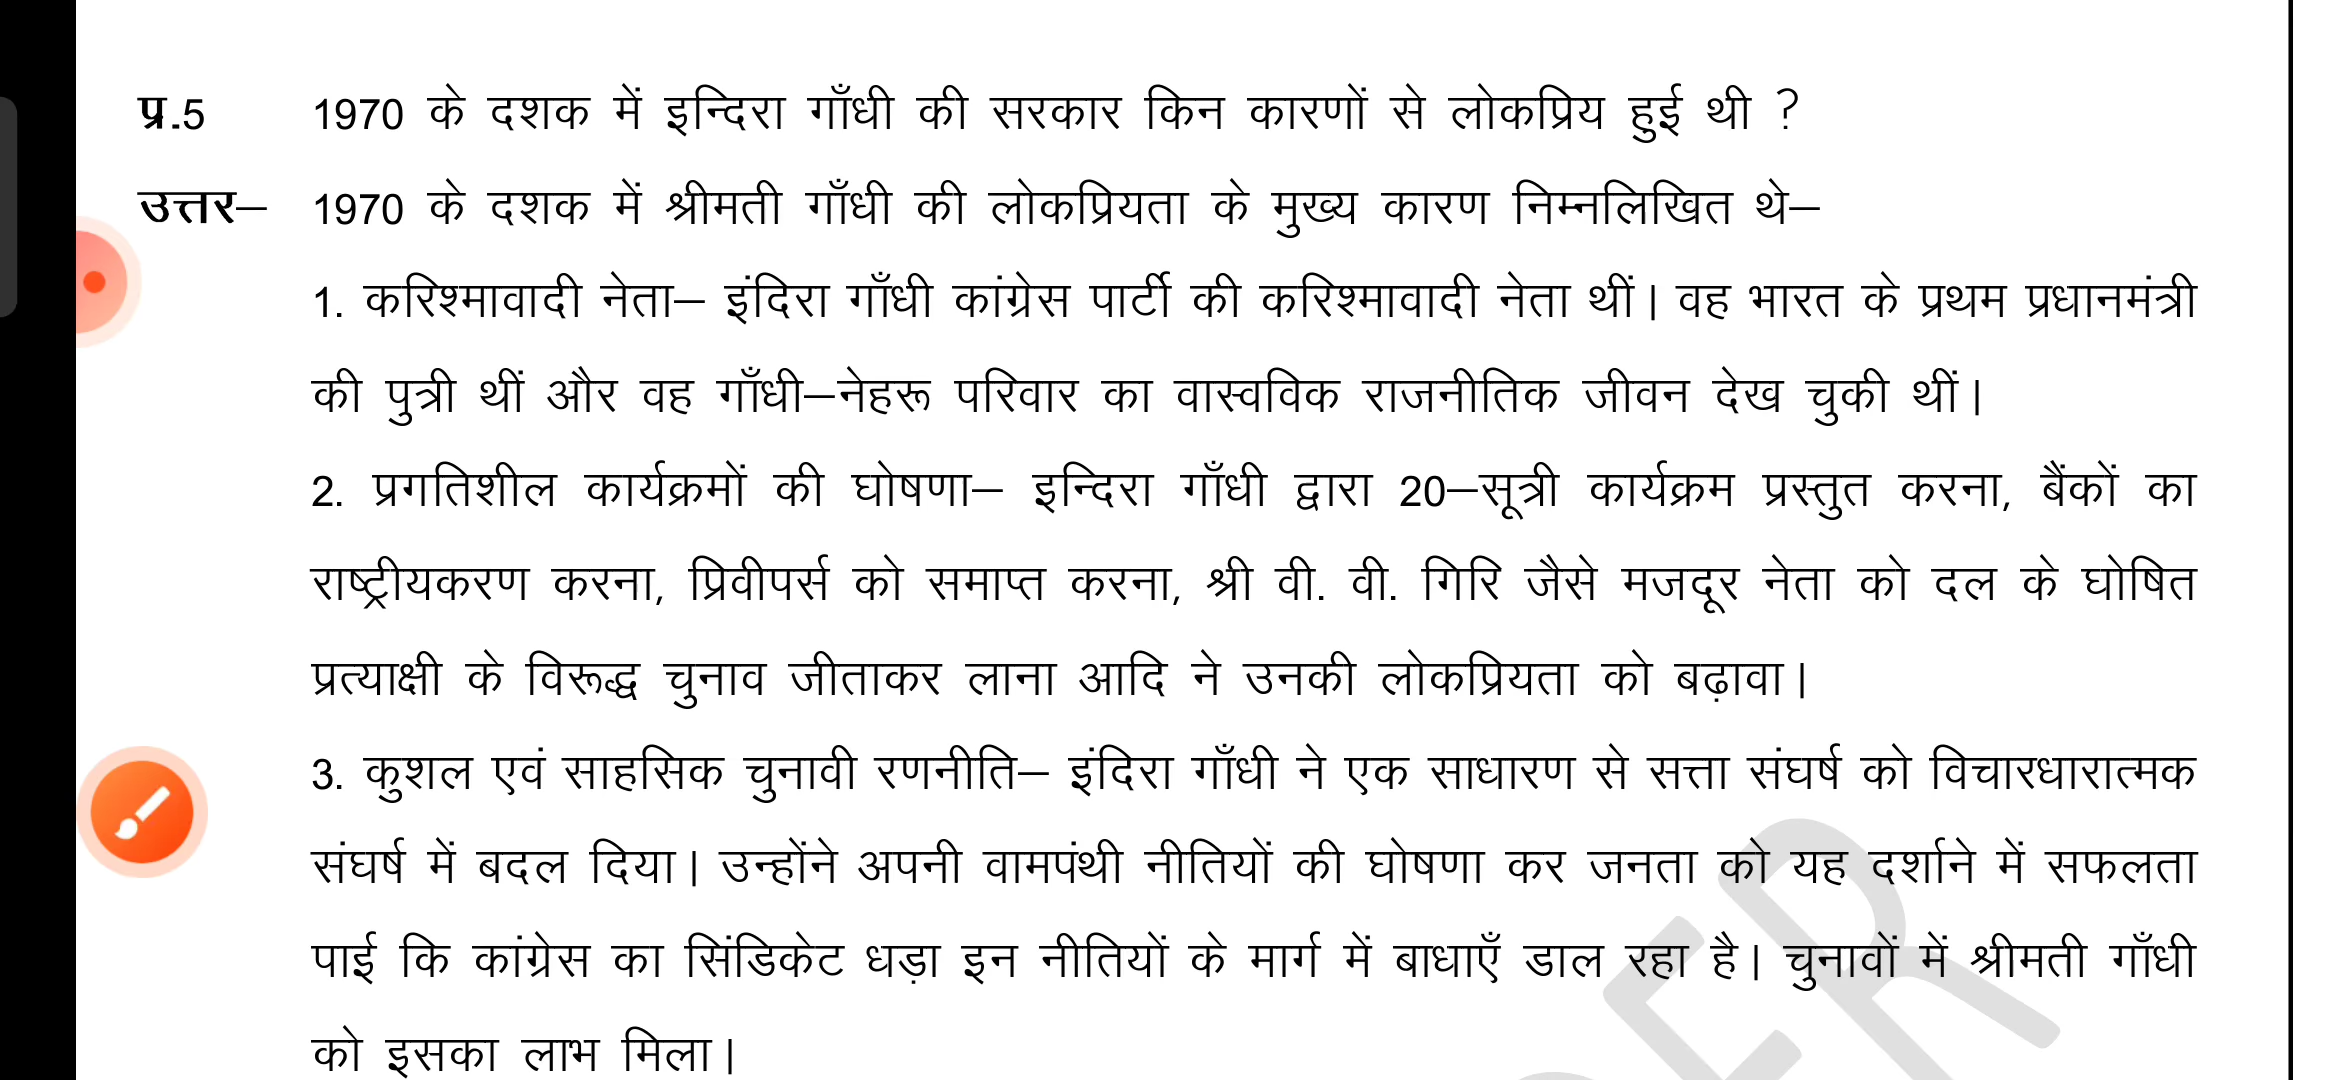 प्र.5 1970 के दशक में इन्दिरा गाँधी की सरकार किन कारणों से लोकप्रिय हुई थी ?
उत्तर– 1970 के दशक में श्रीमती गाँधी की लोकप्रियता के मुख्य कारण निम्नलिखित थे–
1. करिश्मावादी नेता– इंदिरा गाँधी कांग्रेस पार्टी की करिश्मावादी नेता थीं। वह भारत के प्रथम प्रधानमंत्री
की पुत्री थीं और वह गाँधी–नेहरू परिवार का वास्वविक राजनीतिक जीवन देख चुकी थीं।
2. प्रगतिशील कार्यक्रमों की घोषणा– इन्दिरा गाँधी द्वारा 20–सूत्री कार्यक्रम प्रस्तुत करना, बैंकों का
राष्ट्रीयकरण करना, प्रिवीपर्स को समाप्त करना, श्री वी. वी. गिरि जैसे मजदूर नेता को दल के घोषित
प्रत्याक्षी के विरूद्ध चुनाव जीताकर लाना आदि ने उनकी लोकप्रियता को बढ़ावा।
3. कुशल एवं साहसिक चुनावी रणनीति– इंदिरा गाँधी ने एक साधारण से सत्ता संघर्ष को विचारधारात्मक
संघर्ष में बदल दिया। उन्होंने अपनी वामपंथी नीतियों की घोषणा कर जनता को यह दर्शाने में सफलता
पाई कि कांग्रेस का सिंडिकेट धड़ा इन नीतियों के मार्ग में बाधाएँ डाल रहा है। चुनावों में श्रीमती गाँधी
को इसका लाभ मिला।